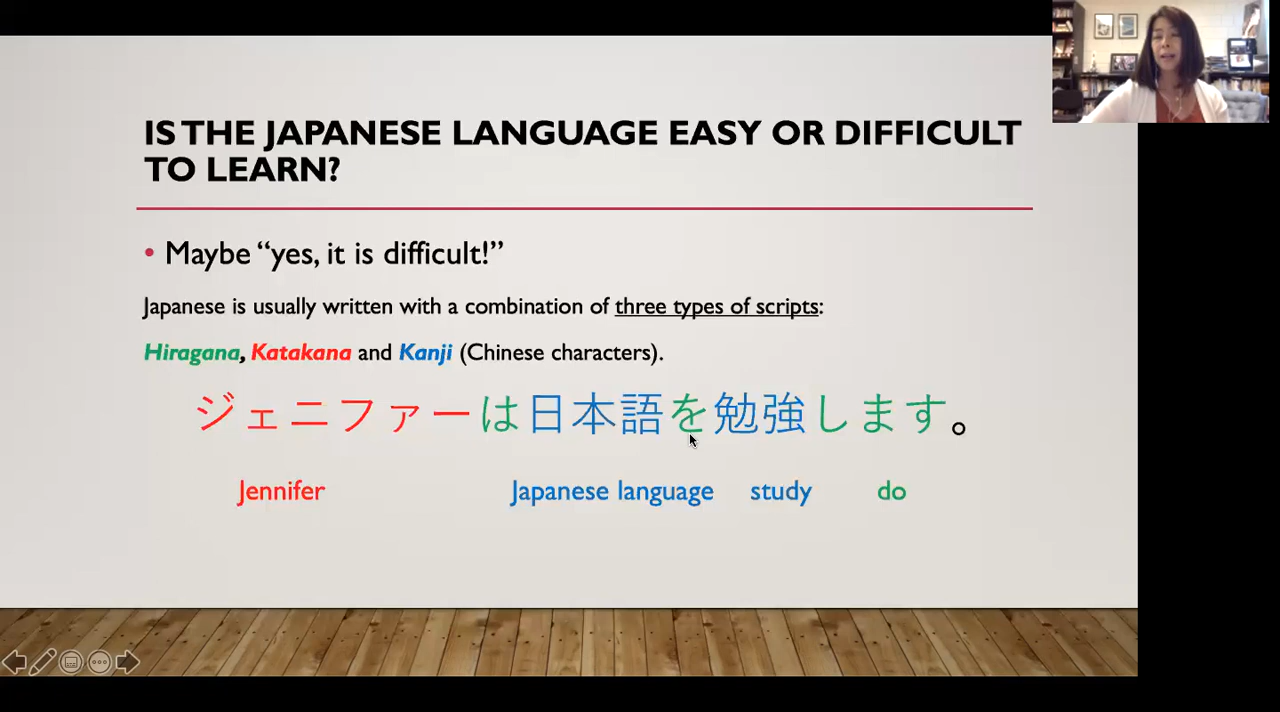 IS THE JAPANESE LANGUAGE EASY OR DIFFICULT
TO LEARN?
• Maybe “yes, it is difficult!”
Japanese is usually written with a combination of three types of scripts:
Hiragana, Katakana and Kanji (Chinese characters).
ジェニファーは日本語を勉強します。
Jennifer Japanese language study do